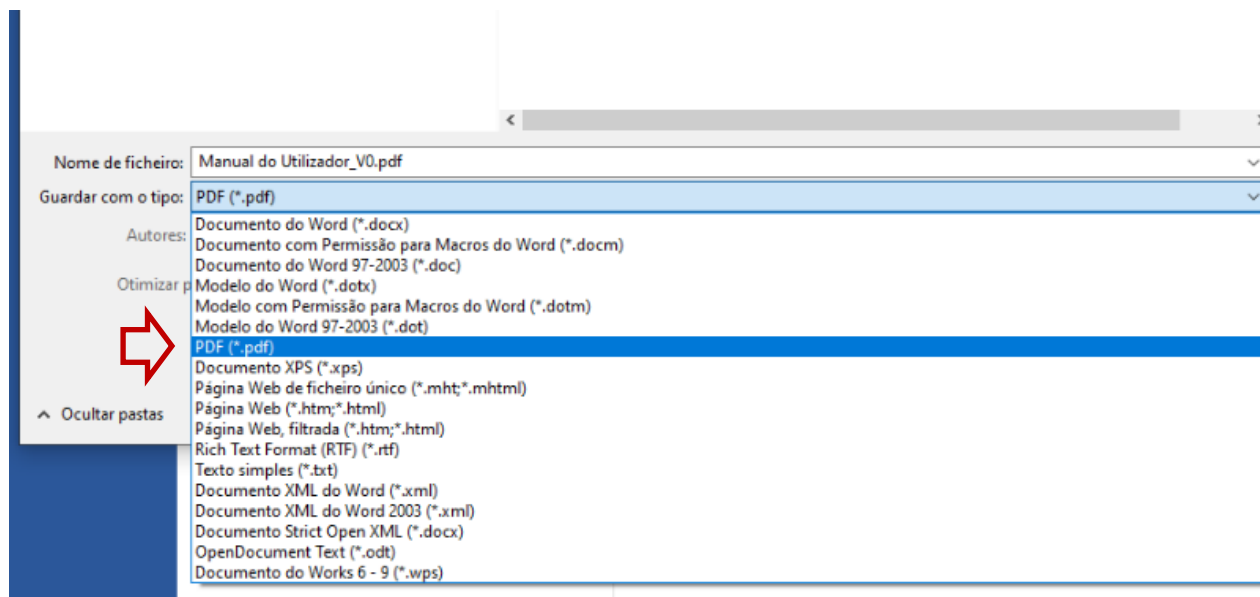 Nome de ficheiro: Manual do Utilizador_V0.pdf
Guardar com o tipo: PDF (*.pdf)
Documento do Word (*.docx)
Autores:
Documento com Permissão para Macros do Word (*.docm)
Documento do Word 97-2003 (*.doc)
Otimizar p
Modelo do Word (*.dotx)
Modelo com Permissão para Macros do Word (*.dotm)
Modelo do Word 97-2003 (*.dot)
PDF (*.pdf)
Documento XPS (*.xps)
Página Web de ficheiro único (*.mht;*.mhtml)
Página Web (*.htm;*.html)
Ocultar pastas
Página Web, filtrada (*.htm;*.html)
Rich Text Format (RTF) (*.rtf)
Texto simples (*.txt)
Documento XML do Word (*.xml)
Documento XML do Word 2003 (*.xml)
Documento Strict Open XML (*.docx)
OpenDocument Text (*.odt)
Documento do Works 6 - 9 (*.wps)